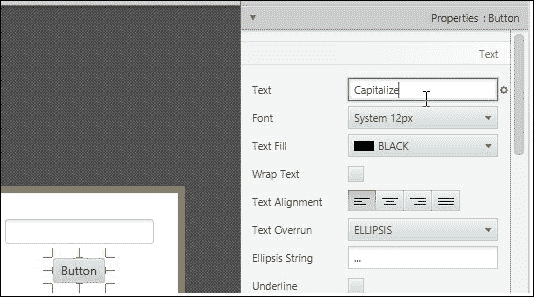 Properties : Button
Text
Text Capitalize
Font System 12px
Text Fill BLACK
Wrap Text
Text Alignment
Text Overrun ELLIPSIS
Ellipsis String ...
Underline
Button